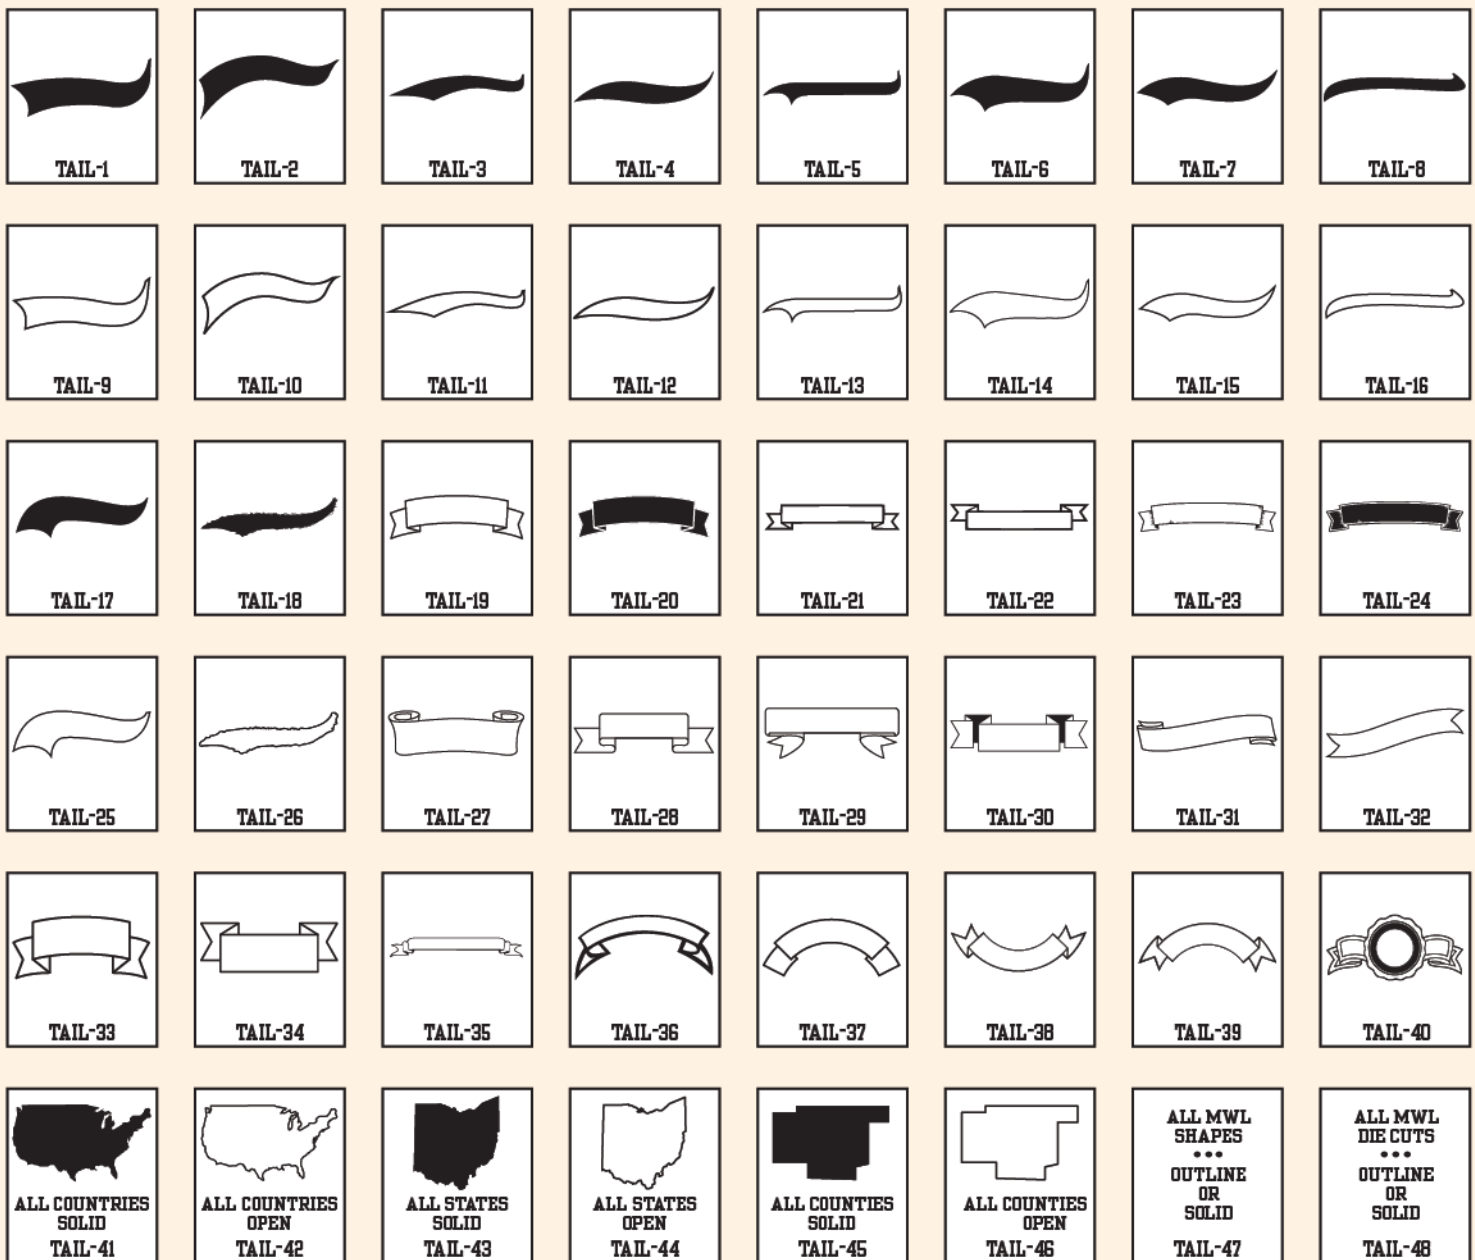 TAIL-1
TAIL-2
TAIL-3
TAIL-4
TAIL-5
TAIL-6
TAIL-7
TAIL-8
TAIL-9
TAIL-10
TAIL-11
TAIL-12
TAIL-13
TAIL-14
TAIL-15
TAIL-16
TAIL-17
TAIL-18
TAIL-19
TAIL-20
TAIL-21
TAIL-22
TAIL-23
TAIL-24
TAIL-25
TAIL-26
TAIL-27
TAIL-28
TAIL-29
TAIL-30
TAIL-31
TAIL-32
TAIL-33
TAIL-34
TAIL-35
TAIL-36
TAIL-37
TAIL-38
TAIL-39
TAIL-40
ALL COUNTRIES
SOLID
TAIL-41
ALL COUNTRIES
OPEN
TAIL-42
ALL STATES
SOLID
TAIL-43
ALL STATES
OPEN
TAIL-44
ALL COUNTIES
SOLID
TAIL-45
ALL COUNTIES
OPEN
TAIL-46
ALL MWL
SHAPES
•••
OUTLINE
OR
SOLID
TAIL-47
ALL MWL
DIE CUTS
•••
OUTLINE
OR
SOLID
TAIL-48